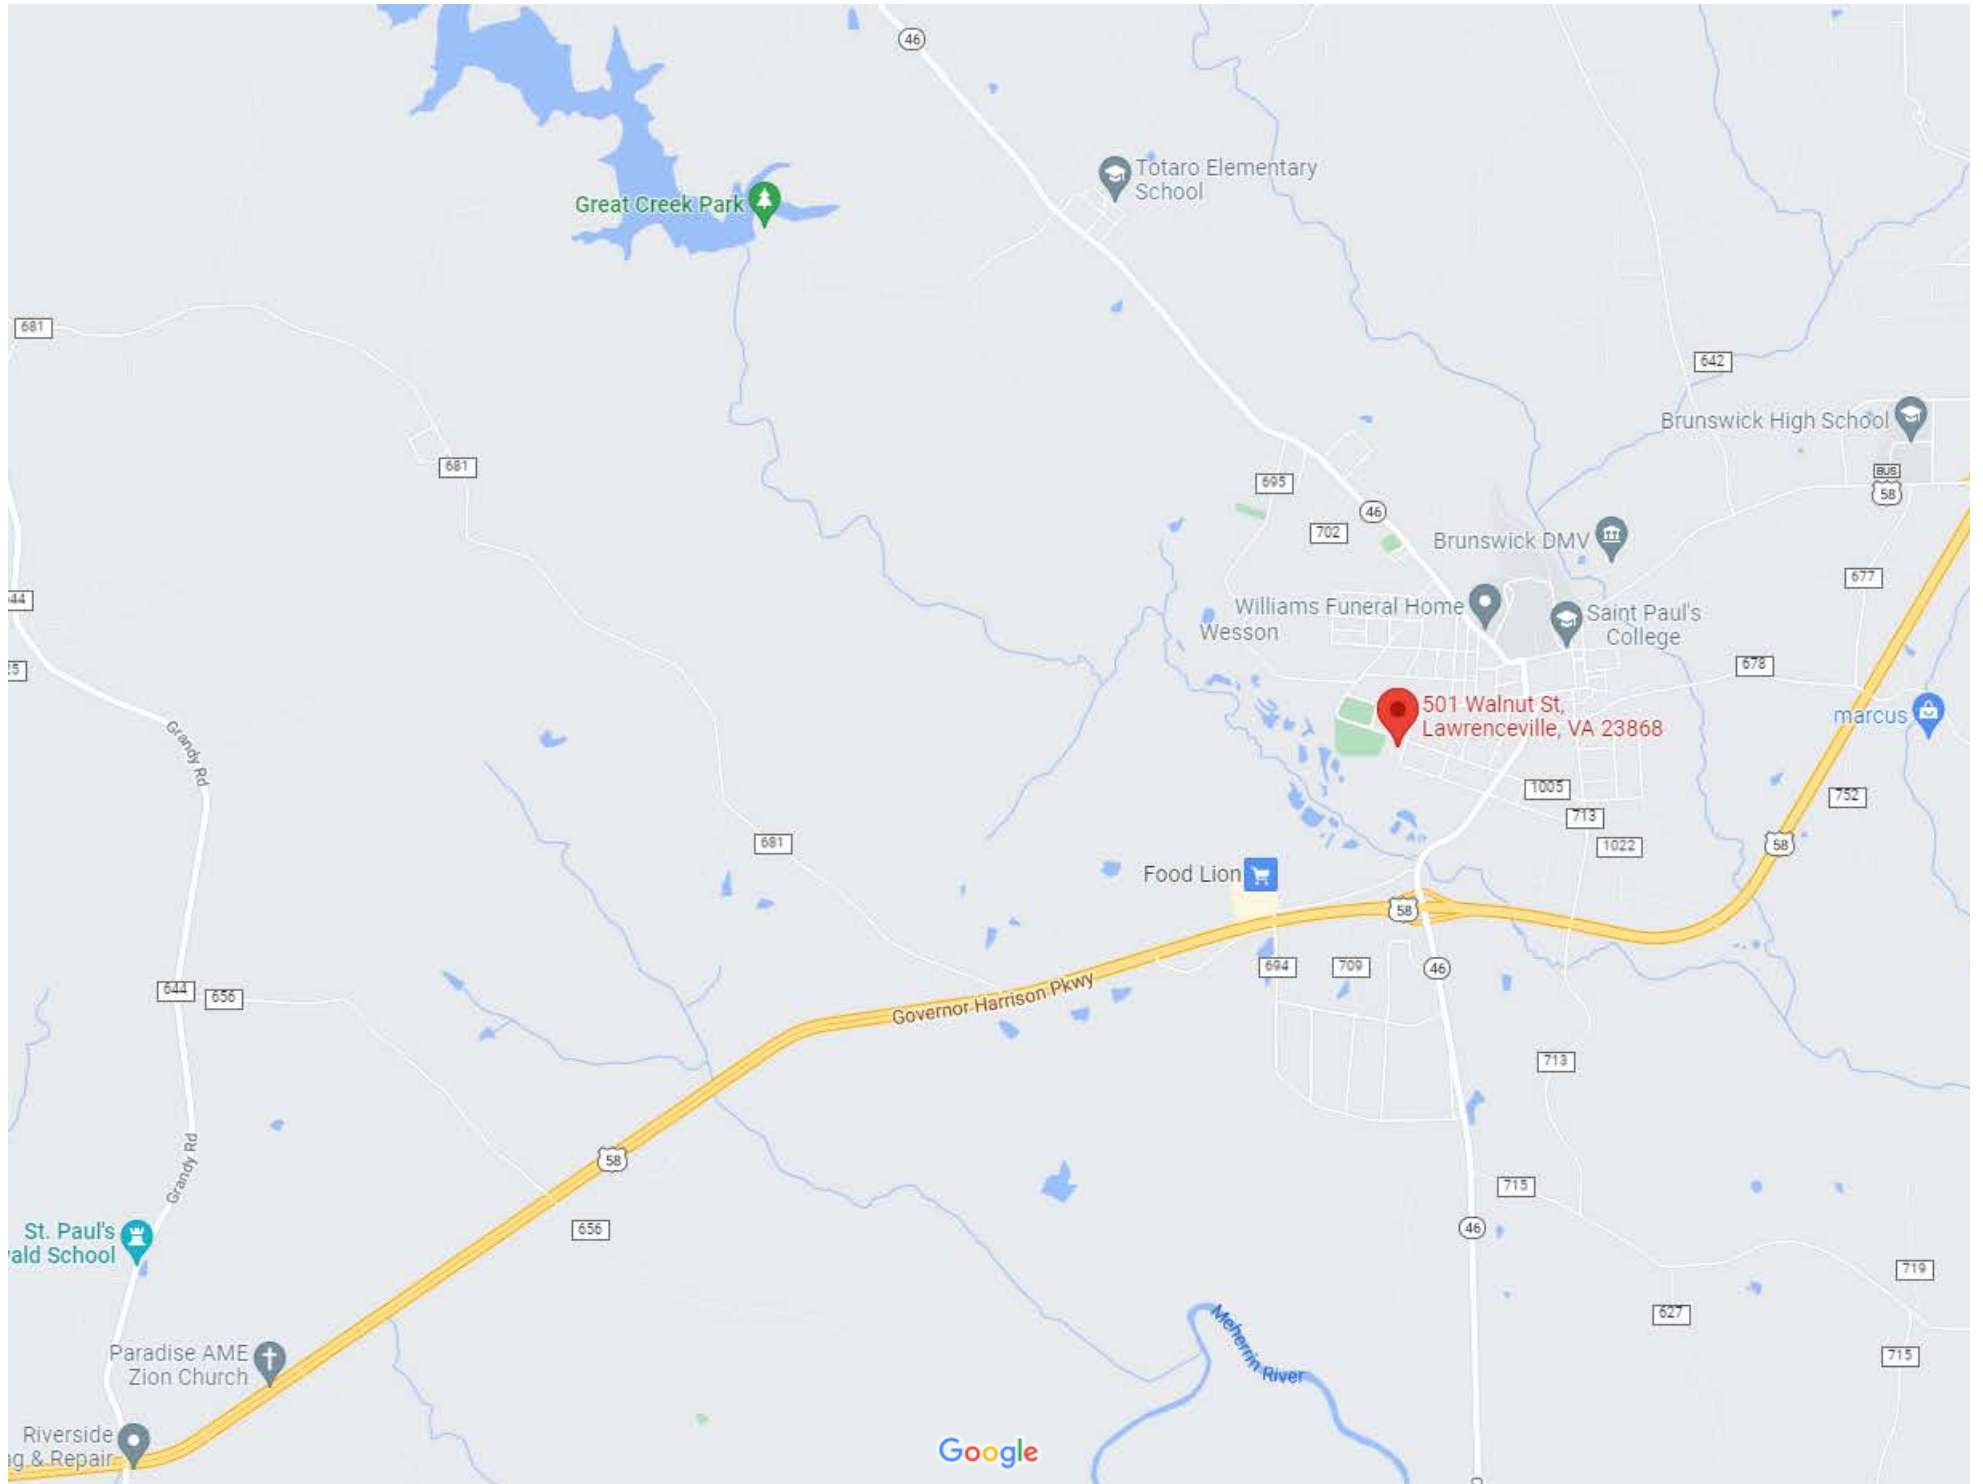 46
Totaro Elementary
School
Great Creek Park
681
642
Brunswick High School
681
BUS
58
695
46
702
Brunswick DMV
677
44
Williams Funeral Home
Saint Paul's
College
Wesson
678
501 Walnut St,
Lawrenceville, VA 23868
marcus
Grandy Rd
1005
752
713
681
1022
58
Food Lion
58
694
709
46
644
656
Governor Harrison Pkwy
713
58
Grandy Rd
715
656
46
St. Paul's
ald School
719
627
Meherrin River
Paradise AME
Zion Church
715
Riverside
g & Repair
Google